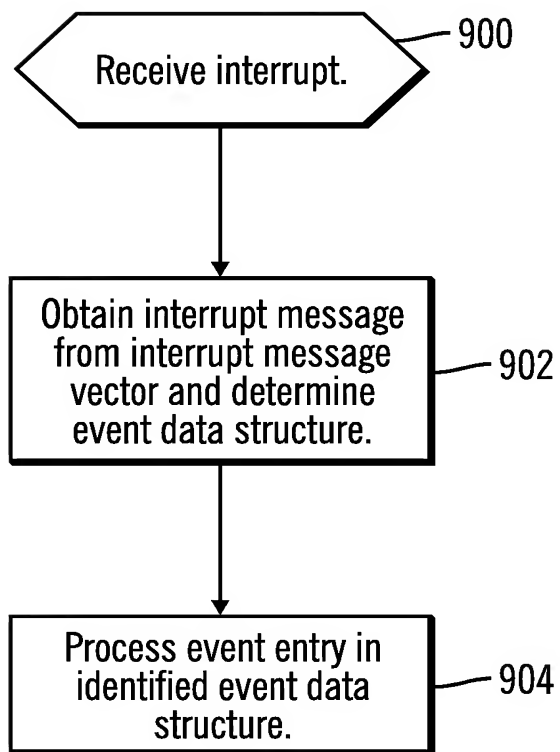 900
Receive interrupt.
Obtain interrupt message
from interrupt message
vector and determine
event data structure.
902
Process event entry in
identified event data
structure.
904